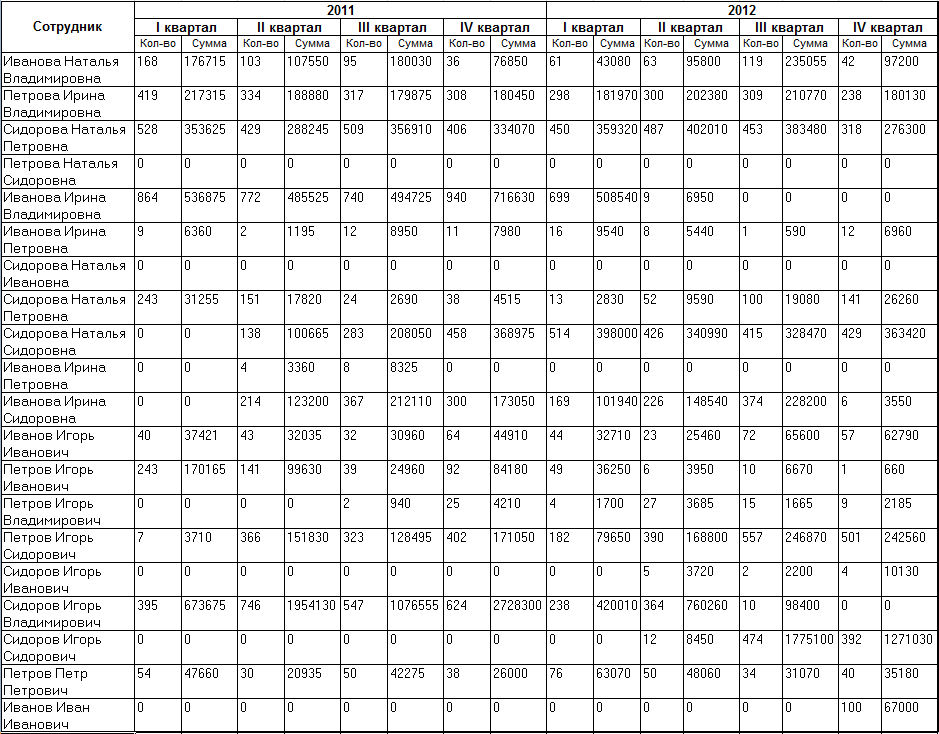 Сотрудник 2011 2012
I квартал II квартал III квартал IV квартал I квартал II квартал III квартал IV квартал
Кол-во Сумма Кол-во Сумма Кол-во Сумма Кол-во Сумма Кол-во Сумма Кол-во Сумма Кол-во Сумма Кол-во Сумма
Иванова Наталья 168 176715 103 107550 95 180030 36 76850 61 43080 63 95800 119 235055 42 97200
Владимировна
Петрова Ирина 419 217315 334 188880 317 179875 308 180450 298 181970 300 202380 309 210770 238 180130
Владимировна
Сидорова Наталья 528 353625 429 288245 509 356910 406 334070 450 359320 487 402010 453 383480 318 276300
Петровна
Петрова Наталья 0 0 0 0 0 0 0 0 0 0 0 0 0 0 0 0
Сидоровна
Иванова Ирина 864 536875 772 485525 740 494725 940 716630 699 508540 9 6950 0 0 0 0
Владимировна
Иванова Ирина 9 6360 2 1195 12 8950 11 7980 16 9540 8 5440 1 590 12 6960
Петровна
Сидорова Наталья 0 0 0 0 0 0 0 0 0 0 0 0 0 0 0 0
Ивановна
Сидорова Наталья 243 31255 151 17820 24 2690 38 4515 13 2830 52 9590 100 19080 141 26260
Петровна
Сидорова Наталья 0 0 138 100665 283 208050 458 368975 514 398000 426 340990 415 328470 429 363420
Сидоровна
Иванова Ирина 0 0 4 3360 8 8325 0 0 0 0 0 0 0 0 0 0
Петровна
Иванова Ирина 0 0 214 123200 367 212110 300 173050 169 101940 226 148540 374 228200 6 3550
Сидоровна
Иванов Игорь 40 37421 43 32035 32 30960 64 44910 44 32710 23 25460 72 65600 57 62790
Иванович
Петров Игорь 243 170165 141 99630 39 24960 92 84180 49 36250 6 3950 10 6670 1 660
Иванович
Петров Игорь 0 0 0 0 2 940 25 4210 4 1700 27 3685 15 1665 9 2185
Владимирович
Петров Игорь 7 3710 366 151830 323 128495 402 171050 182 79650 390 168800 557 246870 501 242560
Сидорович
Сидоров Игорь 0 0 0 0 0 0 0 0 0 0 5 3720 2 2200 4 10130
Иванович
Сидоров Игорь 395 673675 746 1954130 547 1076555 624 2728300 238 420010 364 760260 10 98400 0 0
Владимирович
Сидоров Игорь 0 0 0 0 0 0 0 0 0 0 12 8450 474 1775100 392 1271030
Сидорович
Петров Петр 54 47660 30 20935 50 42275 38 26000 76 63070 50 48060 34 31070 40 35180
Петрович
Иванов Иван 0 0 0 0 0 0 0 0 0 0 0 0 0 0 100 67000
Иванович